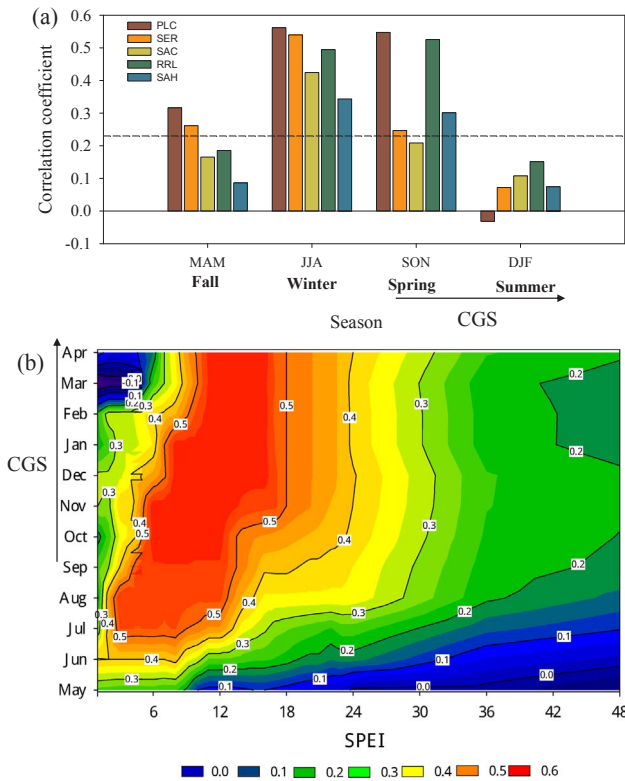 (a)
0.6
0.5
0.4
0.3
0.2
0.1
0.0
-0.1
Correlation coefficient
PLC
SER
SAC
RRL
SAH
MAM JJA SON DJF
Fall Winter Spring Summer
Season CGS
(b)
Apr
Mar
Feb
Jan
Dec
Nov
Oct
Sep
Aug
Jul
Jun
May
CGS
-0.1
0.1
0.3
0.4
0.5
0.5
0.4
0.3
0.2
0.2
0.3
0.3
0.4
0.5
0.5
0.4
0.3
0.2
0.3
0.4
0.5
0.4
0.3
0.4
0.3
0.2
0.3
0.2
0.1
0.1
0.1
0.0
0.0
6 12 18 24 30 36 42 48
SPEI
0.0 0.1 0.2 0.3 0.4 0.5 0.6